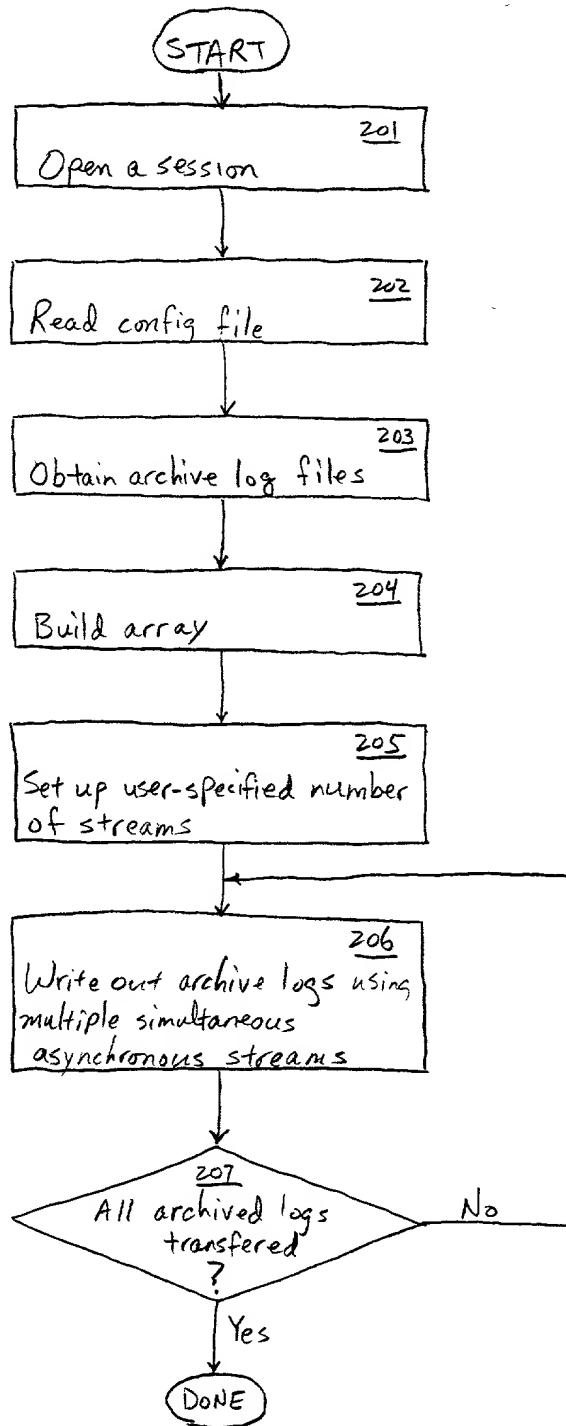 START
201
Open a session
202
Read config file
203
Obtain archive log files
204
Build array
205
Set up user-specified number
of streams
206
Write out archive logs using
multiple simultaneous
asynchronous streams
207
All archived logs
transfered
?
No
Yes
DONE